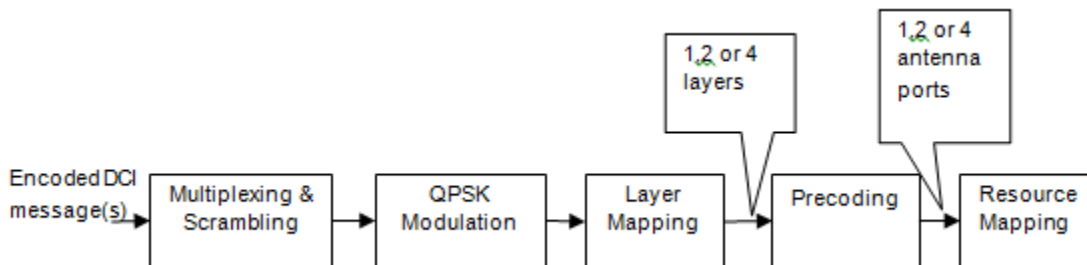 1,2 or 4
layers
1,2 or 4
antenna
ports
Encoded DCI
message(s)
Multiplexing &
Scrambling
QPSK
Modulation
Layer
Mapping
Precoding
Resource
Mapping